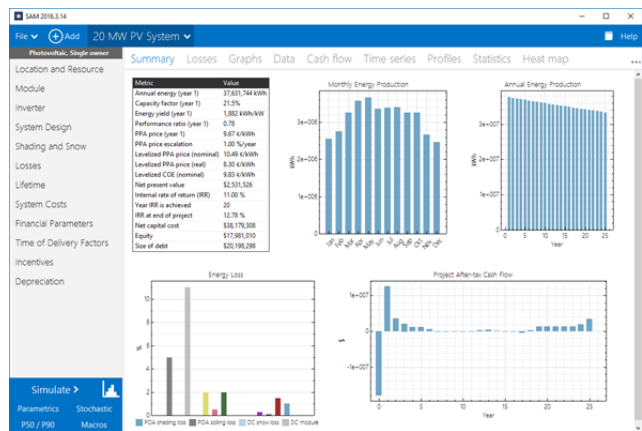 SAM 2016.3.14
File Add 20 MW PV System Help
Photovoltaic, Single owner
Location and Resource
Module
Inverter
System Design
Shading and Snow
Losses
Lifetime
System Costs
Financial Parameters
Time of Delivery Factors
Incentives
Depreciation
Simulate >
Parametrics Stochastic
P50 / P90 Macros
Summary Losses Graphs Data Cash flow Time series Profiles Statistics Heat map
Metric Value
Annual energy (year 1) 37,631,744 kWh
Capacity factor (year 1) 21.5%
Energy yield (year 1) 1,882 kWh/kW
Performance ratio (year 1) 0.78
PPA price (year 1) 9.67 ¢/kWh
PPA price escalation 1.00 %/year
Levelized PPA price (nominal) 10.49 ¢/kWh
Levelized PPA price (real) 8.30 ¢/kWh
Levelized COE (nominal) 9.83 ¢/kWh
Net present value $2,531,526
Internal rate of return (IRR) 11.00 %
Year IRR is achieved 20
IRR at end of project 12.78 %
Net capital cost $38,179,308
Equity $17,981,010
Size of debt $20,198,298
Monthly Energy Production
kWh
3e+006
2e+006
1e+006
0
Jan Feb Mar Apr May Jun Jul Aug Sep Oct Nov Dec
Annual Energy Production
kWh
3e+007
2e+007
1e+007
0
0 5 10 15 20 25
Year
Energy Loss
%
10
8
6
4
2
0
POA shading loss POA soiling loss DC snow loss DC module
Project After-tax Cash Flow
$
1e+007
0
-1e+007
0 5 10 15 20 25
Year